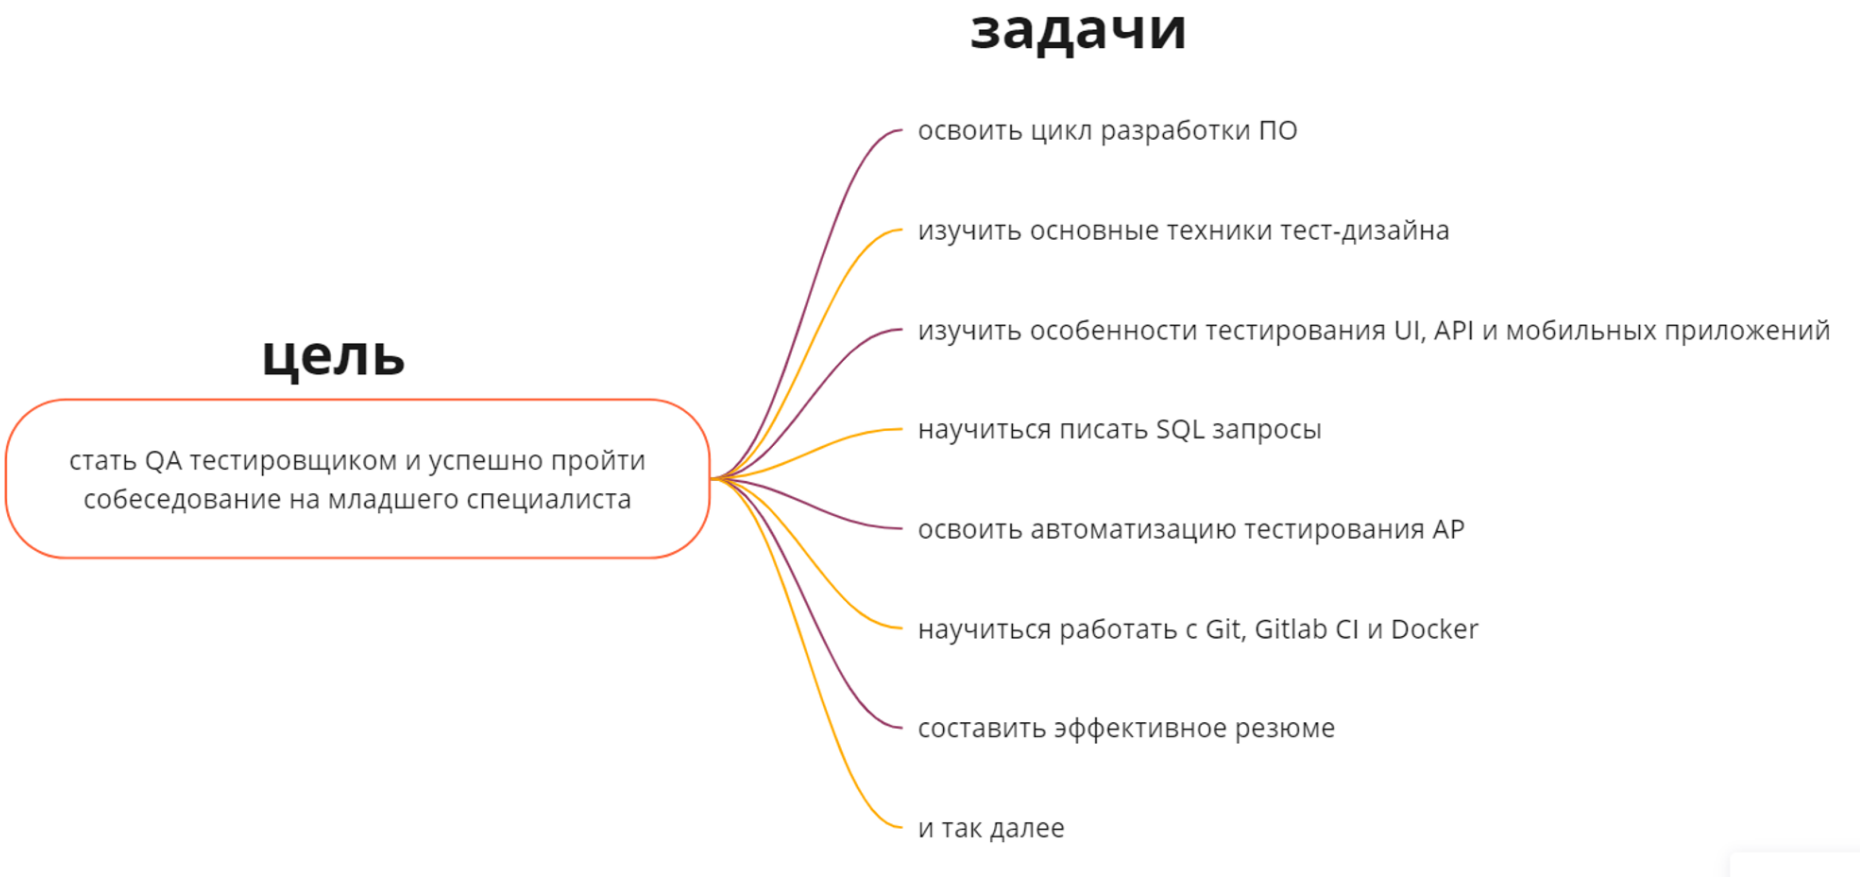 задачи
освоить цикл разработки ПО
изучить основные техники тест-дизайна
изучить особенности тестирования UI, API и мобильных приложений
цель
стать QA тестировщиком и успешно пройти
собеседование на младшего специалиста
научиться писать SQL запросы
освоить автоматизацию тестирования AP
научиться работать с Git, Gitlab CI и Docker
составить эффективное резюме
и так далее